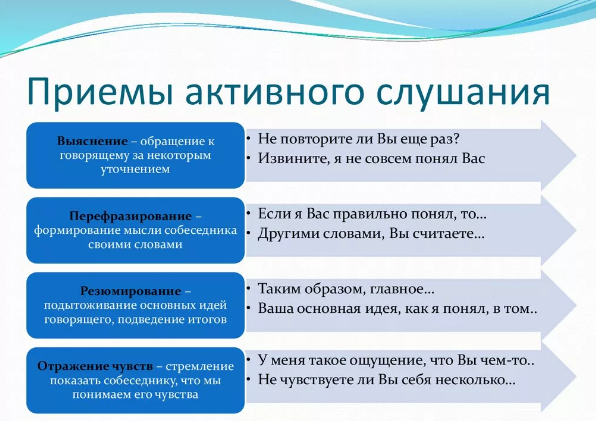 Приемы активного слушания
Выяснение – обращение к
говорящему за некоторым
уточнением
• Не повторите ли Вы еще раз?
• Извините, я не совсем понял Вас
Перефразирование –
формирование мысли собеседника
своими словами
• Если я Вас правильно понял, то…
• Другими словами, Вы считаете…
Резюмирование –
подытоживание основных идей
говорящего, подведение итогов
• Таким образом, главное…
• Ваша основная идея, как я понял, в том..
Отражение чувств – стремление
показать собеседнику, что мы
понимаем его чувства
• У меня такое ощущение, что Вы чем-то..
• Не чувствуете ли Вы себя несколько…